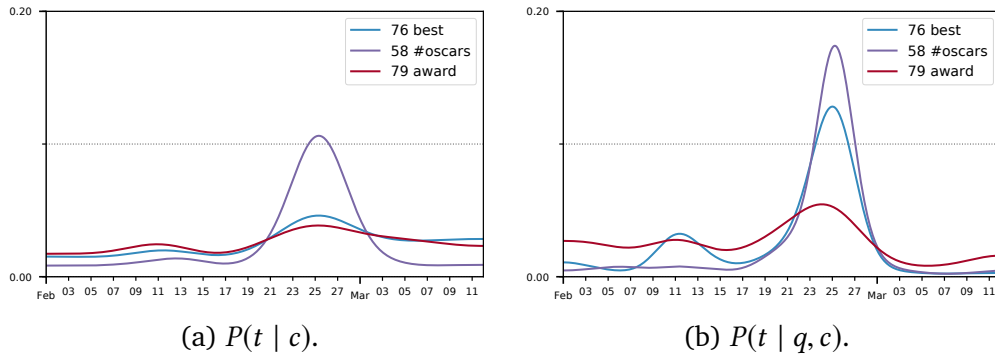 0.20
76 best
58 #oscars
79 award
0.00
Feb 03 05 07 09 11 13 15 17 19 21 23 25 27 Mar 03 05 07 09 11
(a) P(t | c).
0.20
76 best
58 #oscars
79 award
0.00
Feb 03 05 07 09 11 13 15 17 19 21 23 25 27 Mar 03 05 07 09 11
(b) P(t | q, c).